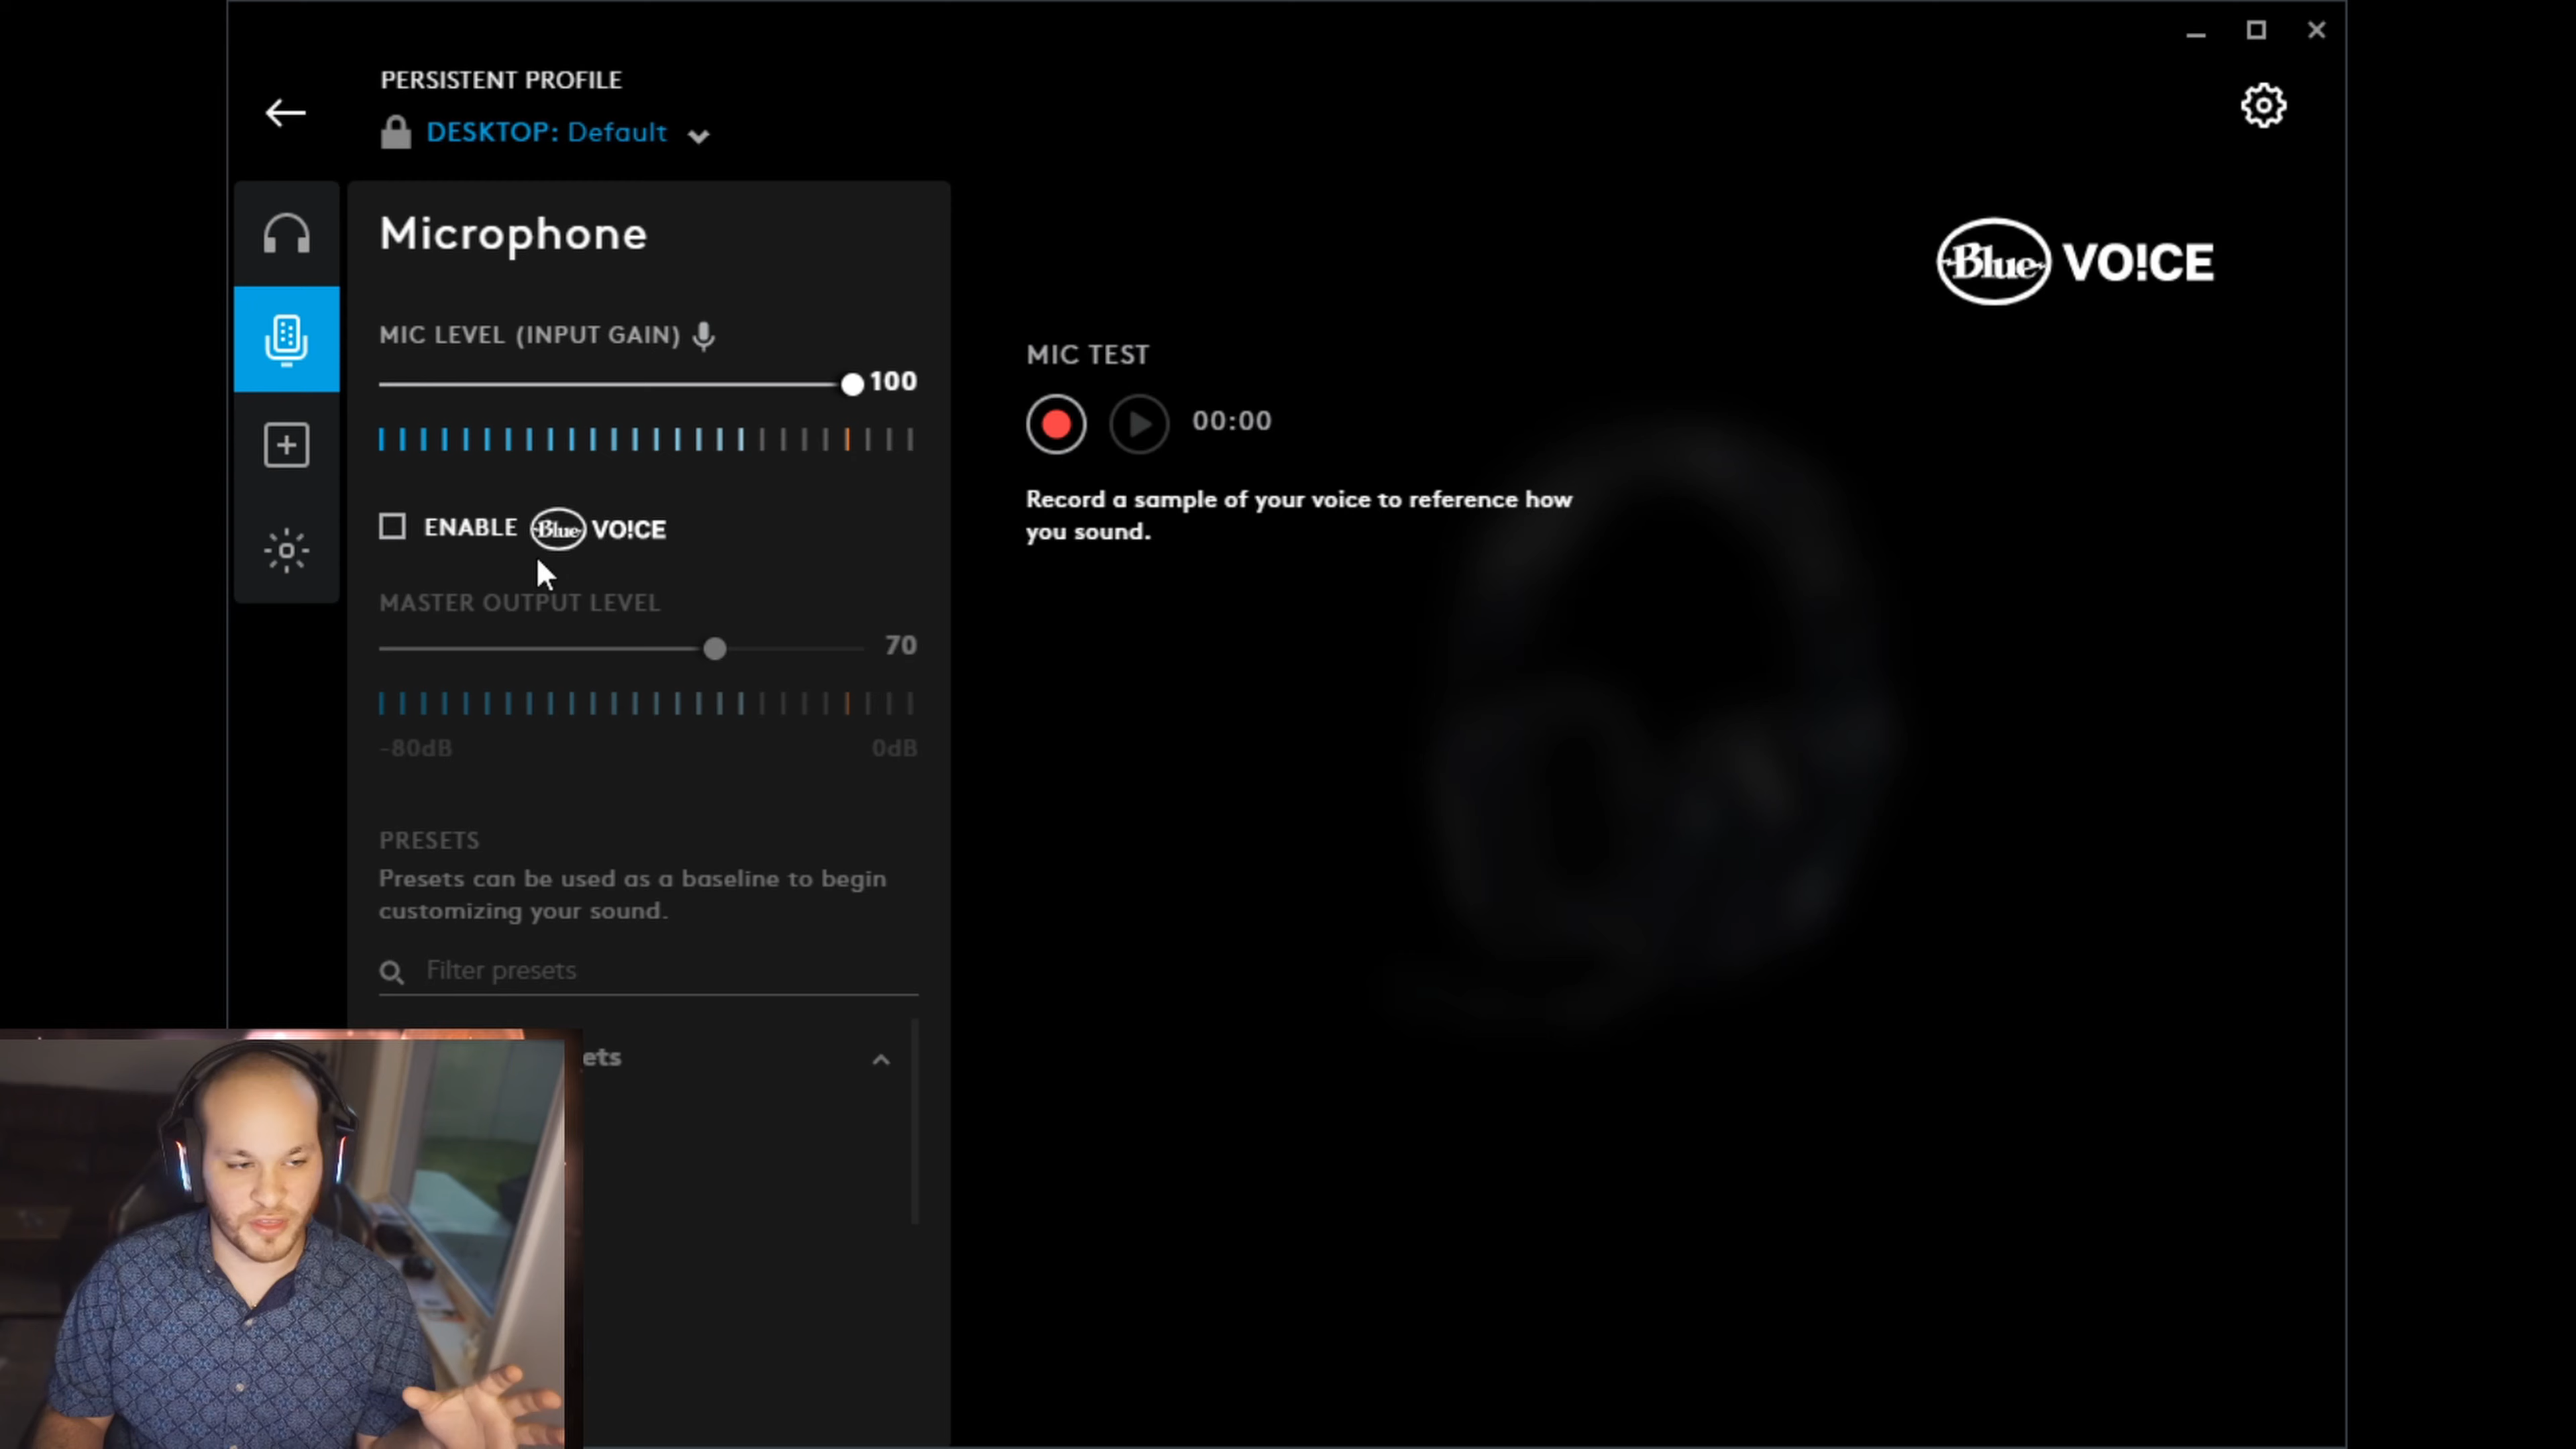 PERSISTENT PROFILE
DESKTOP: Default
Microphone
MIC LEVEL (INPUT GAIN)
100
ENABLE Blue VO!CE
MASTER OUTPUT LEVEL
70
-80dB 0dB
PRESETS
Presets can be used as a baseline to begin
customizing your sound.
Filter presets
ets
Blue VO!CE
MIC TEST
00:00
Record a sample of your voice to reference how
you sound.